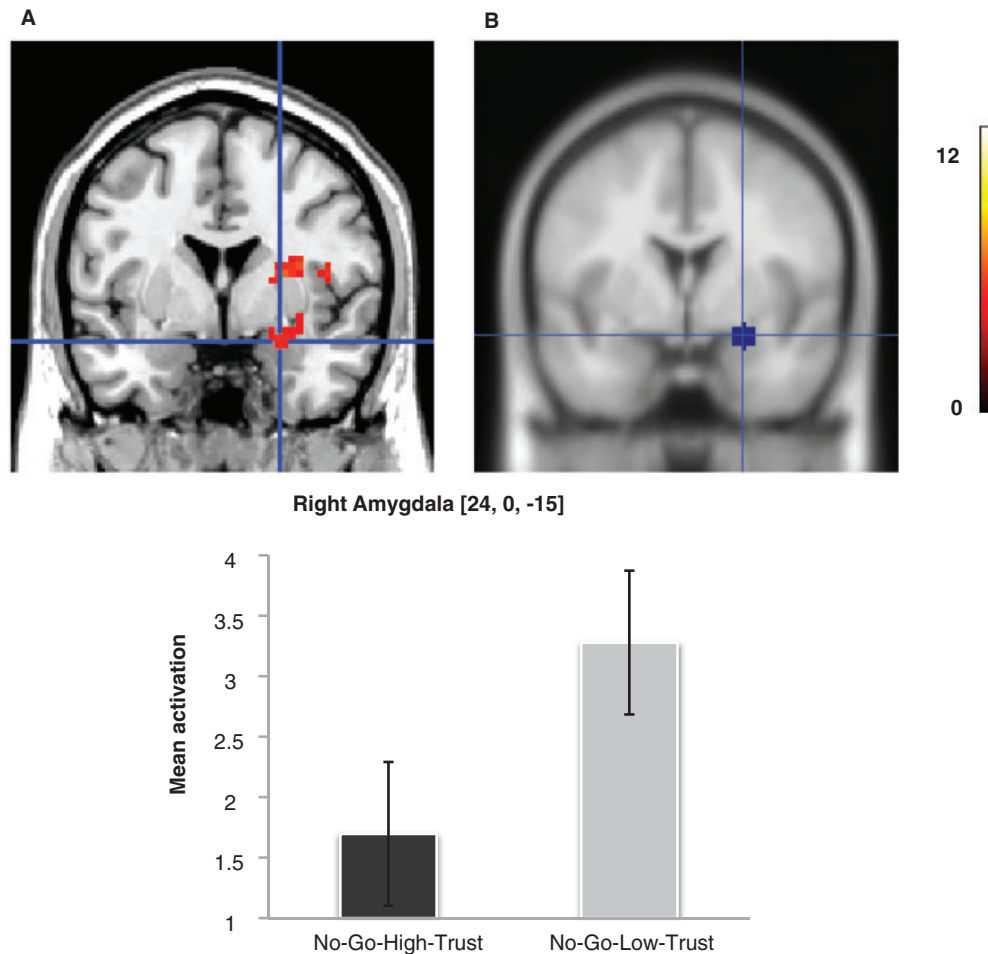 A
B
12
0
Right Amygdala [24, 0, -15]
4
3.5
3
2.5
2
1.5
1
Mean activation
No-Go-High-Trust No-Go-Low-Trust